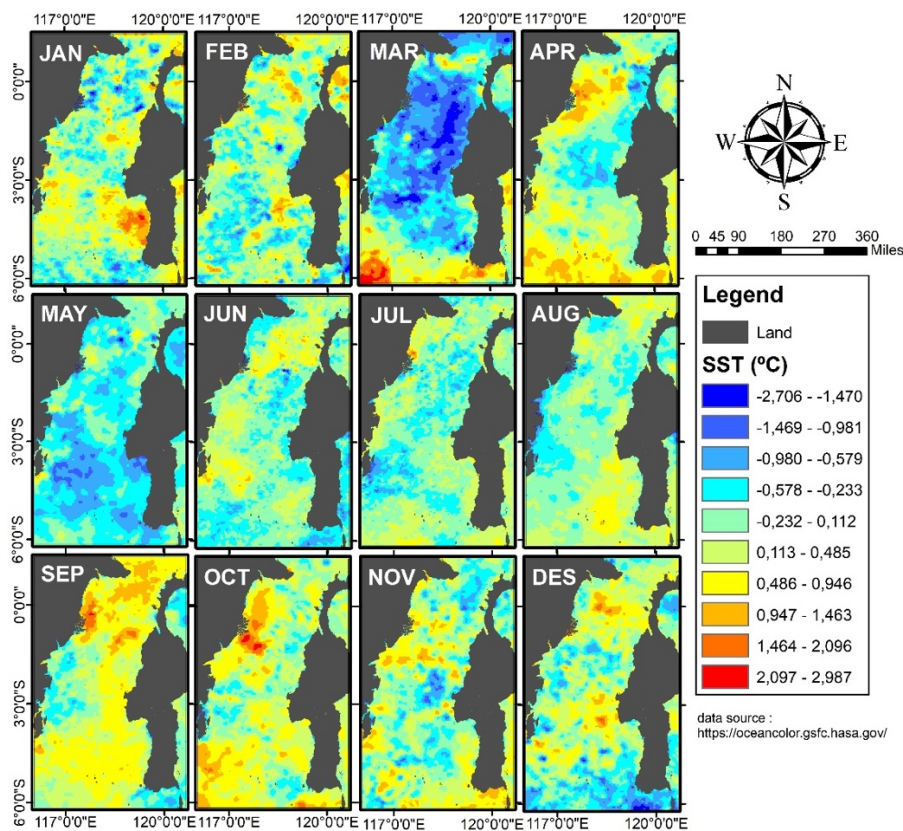 117°0'0"E 120°0'0"E 117°0'0"E 120°0'0"E 117°0'0"E 120°0'0"E 117°0'0"E 120°0'0"E
JAN FEB MAR APR
0°0'0"
3°0'0"S
6°0'0"S
N
W E
S
0 45 90 180 270 360
Miles
MAY JUN JUL AUG
0°0'0"
3°0'0"S
6°0'0"S
Legend
Land
SST (ºC)
-2,706 - -1,470
-1,469 - -0,981
-0,980 - -0,579
-0,578 - -0,233
-0,232 - 0,112
0,113 - 0,485
0,486 - 0,946
0,947 - 1,463
1,464 - 2,096
2,097 - 2,987
SEP OCT NOV DES
0°0'0"
3°0'0"S
6°0'0"S
117°0'0"E 120°0'0"E 117°0'0"E 120°0'0"E 117°0'0"E 120°0'0"E 117°0'0"E 120°0'0"E
data source :
https://oceancolor.gsfc.hasa.gov/